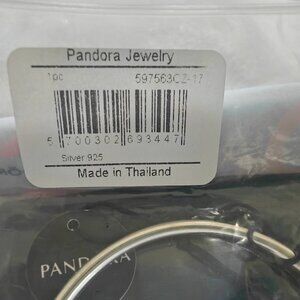 Pandora Jewelry
1pc 597563CZ-17
5 700302 693447
Silver 925
Made in Thailand
PANDORA